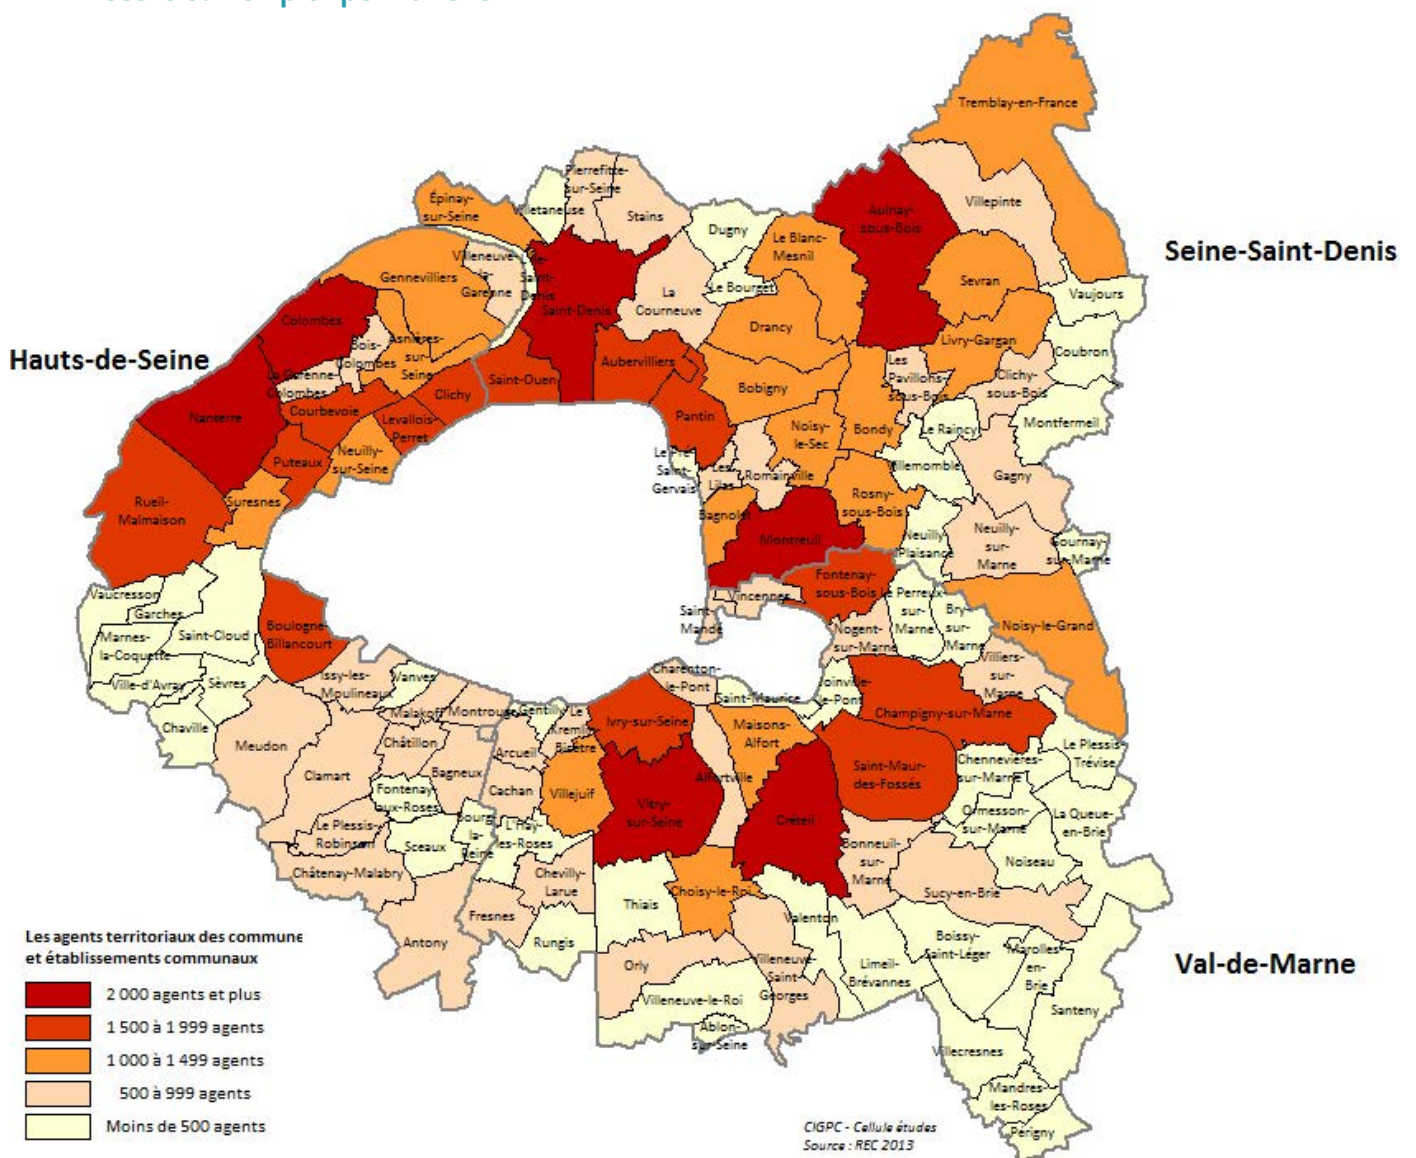 Tremblay-en-France
Pierrefitte-
sur-Seine
Villetaneuse
Stains
Épinay-
sur-Seine
Villepinte
Aulnay-
sous-Bois
Dugny
Le Blanc-
Mesnil
Seine-Saint-Denis
Villeneuve-
la-
Garenne
Gennevilliers
Saint-
Denis
Saint-Denis
La
Courneuve
Le Bourget
Sevran
Vaujours
Colombes
Drancy
Livry-Gargan
Coubron
Hauts-de-Seine
Bois-
Colombes
Asnières-
sur-
Seine
La Garenne-
Colombes
Saint-Ouen
Aubervilliers
Bobigny
Les
Pavillons-
sous-Bois
Clichy-
sous-Bois
Nanterre
Courbevoie
Clichy
Levallois-
Perret
Pantin
Noisy-
le-Sec
Bondy
Le Raincy
Montfermeil
Puteaux
Neuilly-
sur-Seine
Le Pré-
Saint-
Gervais
Les
Lilas
Romainville
Villemomble
Gagny
Rueil-
Malmaison
Suresnes
Bagnolet
Rosny-
sous-Bois
Montreuil
Neuilly-
Plaisance
Neuilly-
sur-
Marne
Gournay-
sur-Marne
Vaucresson
Garches
Fontenay-
sous-Bois
Vincennes
Saint-
Mandé
Le Perreux-
sur-
Marne
Bry-
sur-
Marne
Noisy-le-Grand
Marnes-
la-Coquette
Saint-Cloud
Boulogne-
Billancourt
Nogent-
sur-Marne
Villiers-
sur-
Marne
Ville-d'Avray
Sèvres
Issy-les-
Moulineaux
Vanves
Charenton-
le-Pont
Saint-Maurice
Joinville-
le-Pont
Chaville
Malakoff
Montrouge
Gentilly
Le
Kremlin-
Bicêtre
Ivry-sur-Seine
Maisons-
Alfort
Champigny-sur-Marne
Meudon
Châtillon
Arcueil
Clamart
Bagneux
Alfortville
Saint-Maur-
des-Fossés
Chennevières-
sur-Marne
Le Plessis-
Trévise
Fontenay-
aux-Roses
Cachan
Villejuif
Vitry-
sur-Seine
Créteil
Ormesson-
sur-Marne
La Queue-
en-Brie
Le Plessis-
Robinson
Sceaux
Bourg-
la-
Reine
L'Haÿ-
les-Roses
Bonneuil-
sur-
Marne
Noiseau
Châtenay-Malabry
Chevilly-
Larue
Choisy-le-Roi
Sucy-en-Brie
Thiais
Valenton
Antony
Fresnes
Rungis
Boissy-
Saint-Léger
Marolles-
en-
Brie
Val-de-Marne
Orly
Villeneuve-
Saint-
Georges
Limeil-
Brévannes
Villeneuve-le-Roi
Santeny
Ablon-
sur-Seine
Villecresnes
Mandres-
les-Roses
Périgny
Les agents territoriaux des commune
et établissements communaux
2 000 agents et plus
1 500 à 1 999 agents
1 000 à 1 499 agents
500 à 999 agents
Moins de 500 agents
CIGPC - Cellule études
Source : REC 2013